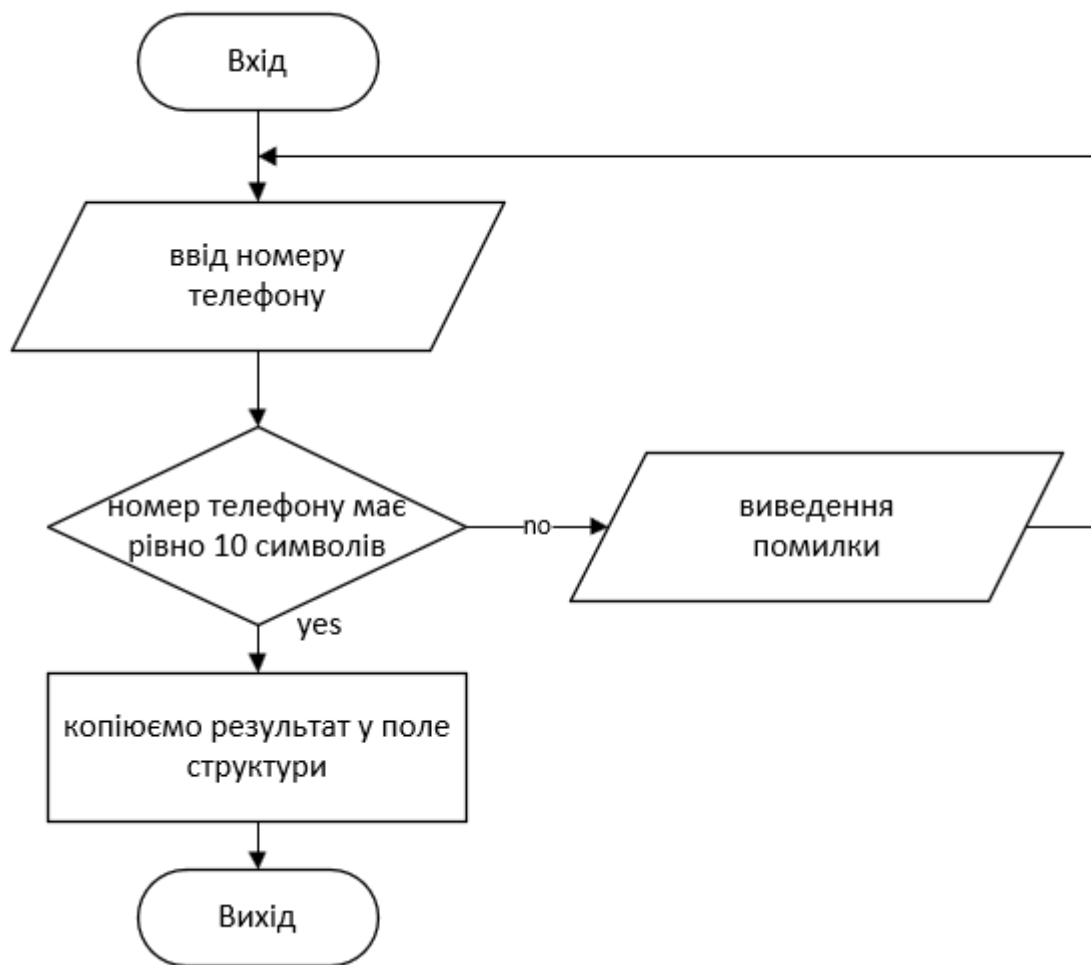 Вхід
ввід номеру
телефону
номер телефону має
рівно 10 символів
no
виведення
помилки
yes
копіюємо результат у поле
структури
Вихід